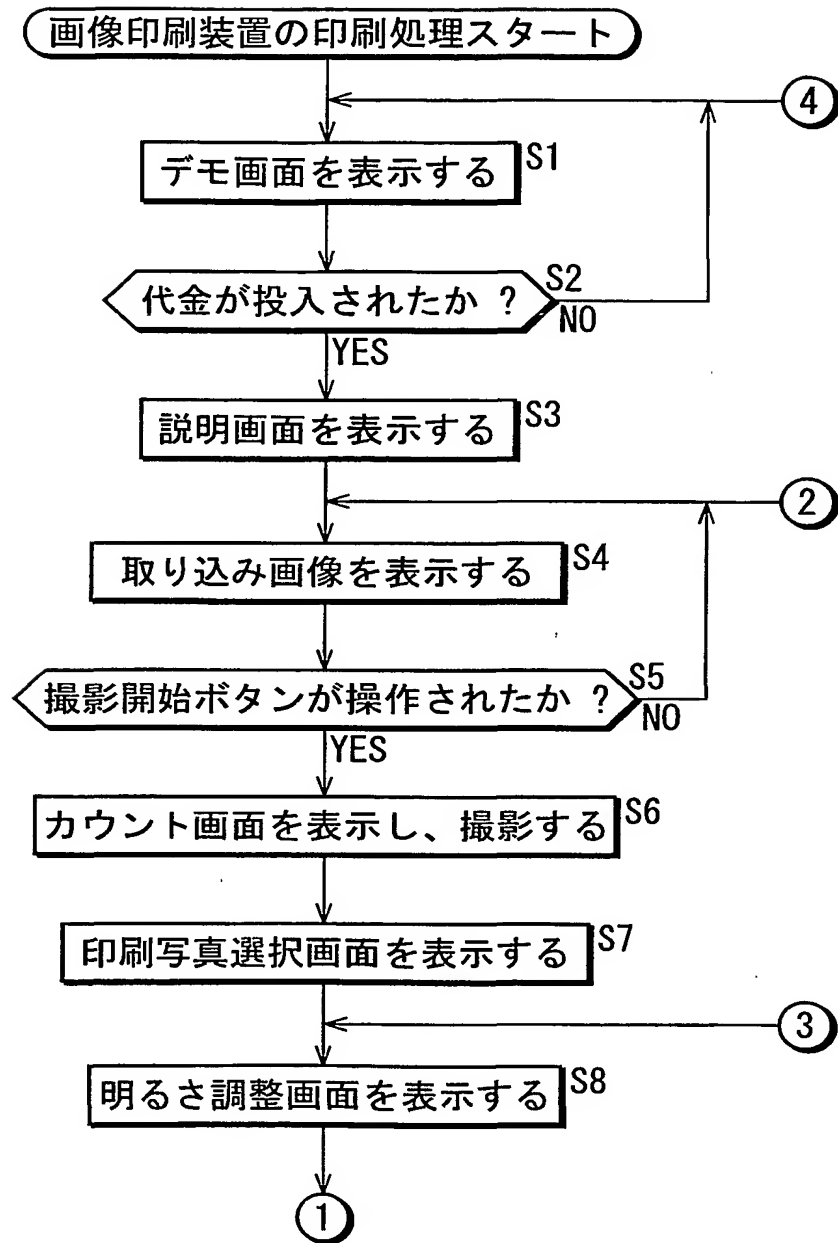 画像印刷装置の印刷処理スタート
4
デモ画面を表示する S1
代金が投入されたか ? S2
NO
YES
説明画面を表示する S3
2
取り込み画像を表示する S4
撮影開始ボタンが操作されたか ? S5
NO
YES
カウント画面を表示し、撮影する S6
印刷写真選択画面を表示する S7
3
明るさ調整画面を表示する S8
1